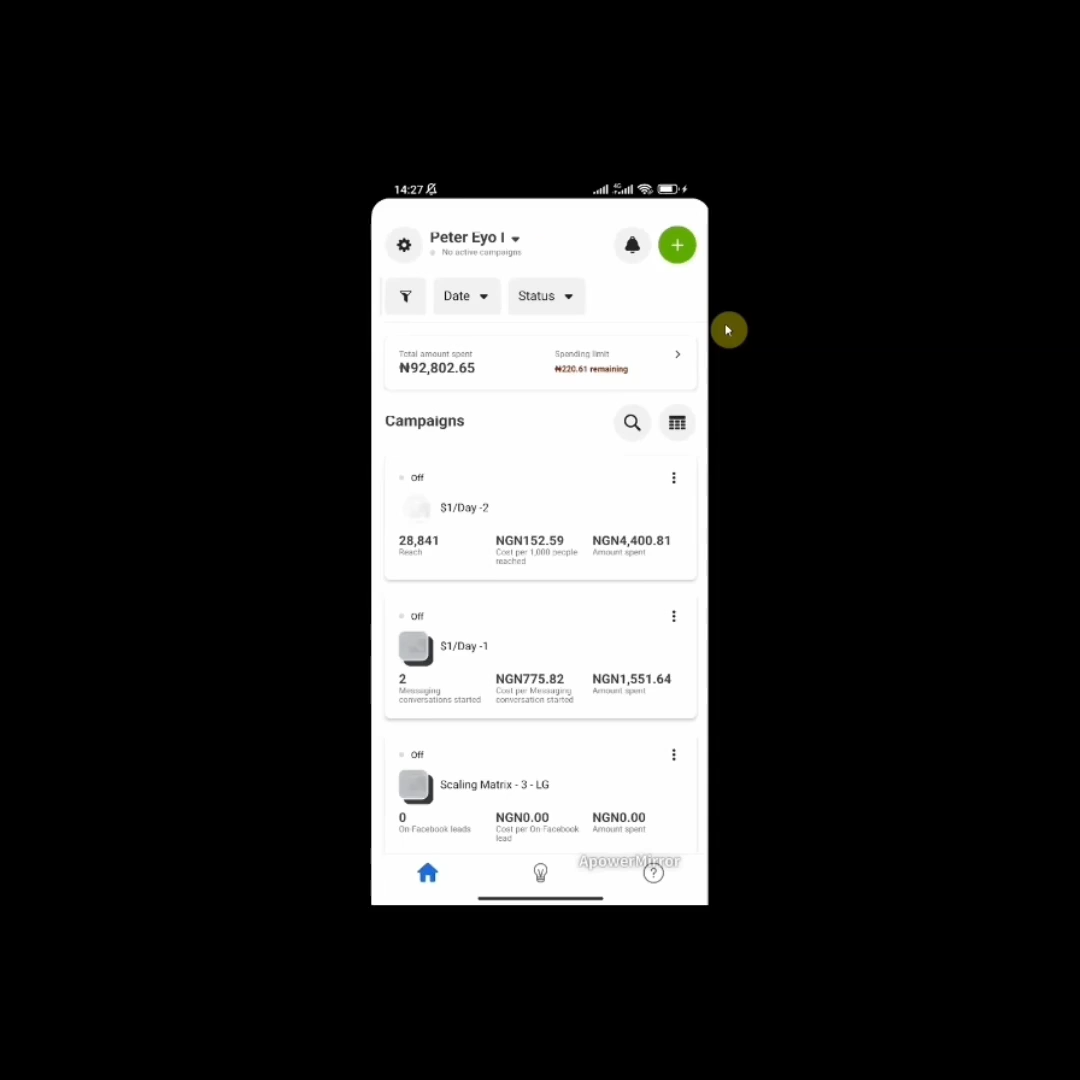 14:27
4G
Peter Eyo I
No active campaigns
Date
Status
Total amount spent
₦92,802.65
Spending limit
₦220.61 remaining
Campaigns
Off
$1/Day -2
28,841
Reach
NGN152.59
Cost per 1,000 people
reached
NGN4,400.81
Amount spent
Off
$1/Day -1
2
Messaging
conversations started
NGN775.82
Cost per Messaging
conversation started
NGN1,551.64
Amount spent
Off
Scaling Matrix - 3 - LG
0
On-Facebook leads
NGN0.00
Cost per On-Facebook
lead
NGN0.00
Amount spent
ApowerMirror